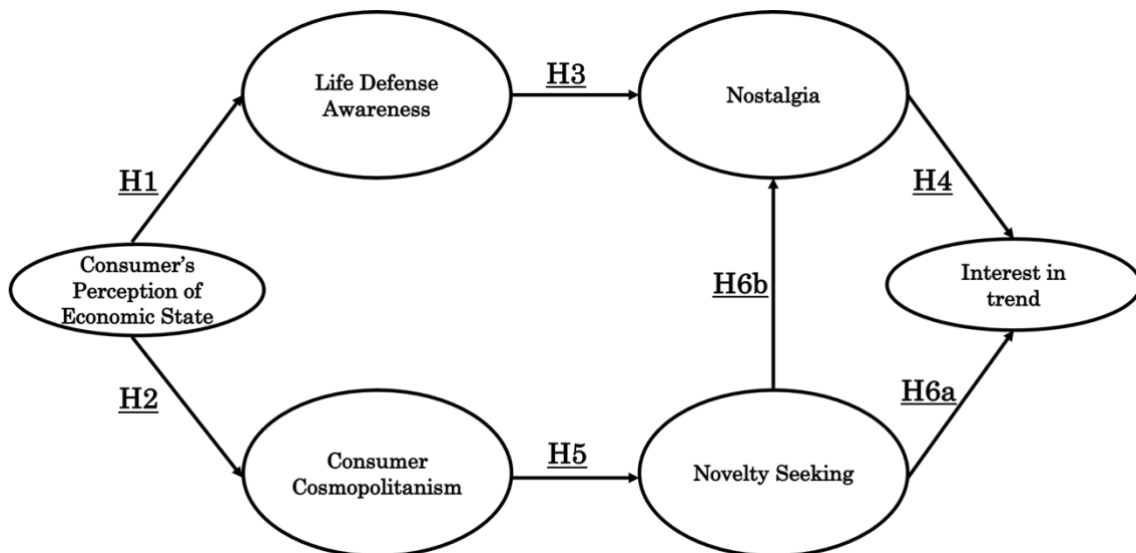 Life Defense
Awareness
H3
Nostalgia
H1
H4
Consumer's
Perception of
Economic State
H6b
Interest in
trend
H2
H6a
Consumer
Cosmopolitanism
H5
Novelty Seeking